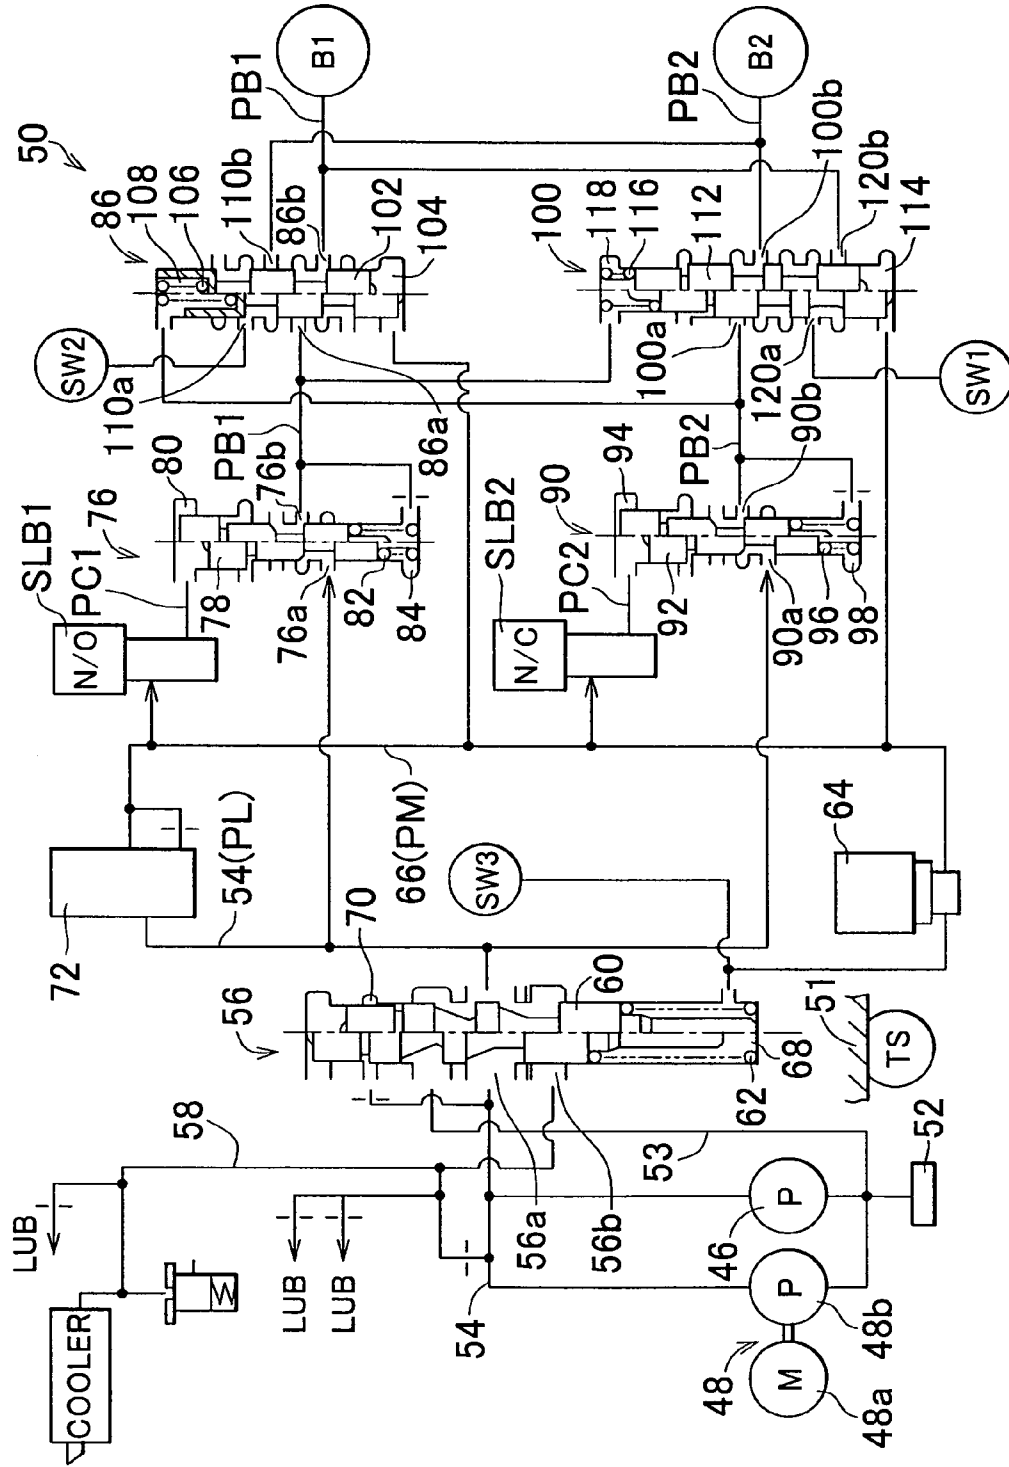 50
B1
PB1
B2
PB2
100b
86
108
106
110b
86b
102
104
100
118
116
112
120b
114
SW2
110a
86a
100a
120a
90b
SW1
80
PB1
76b
94
PB2
SLB1
76
PC1
78
76a
82
84
N/O
SLB2
90
PC2
92
90a
96
98
N/C
72
54(PL)
66(PM)
SW3
64
56
70
60
68
62
51
TS
58
53
52
LUB
LUB
LUB
56a
56b
54
46
P
P
48
48b
M
48a
COOLER